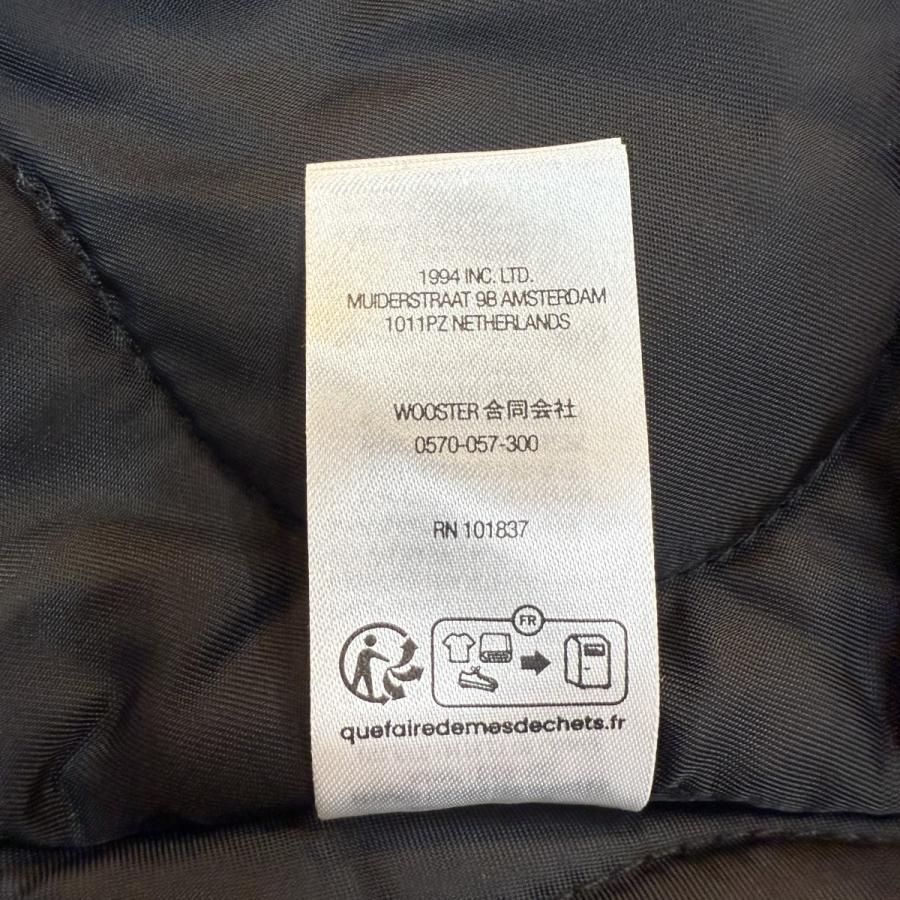 1994 INC. LTD.
MUIDERSTRAAT 9B AMSTERDAM
1011PZ NETHERLANDS
WOOSTER 合同会社
0570-057-300
RN 101837
FR
quefairedemesdechets.fr